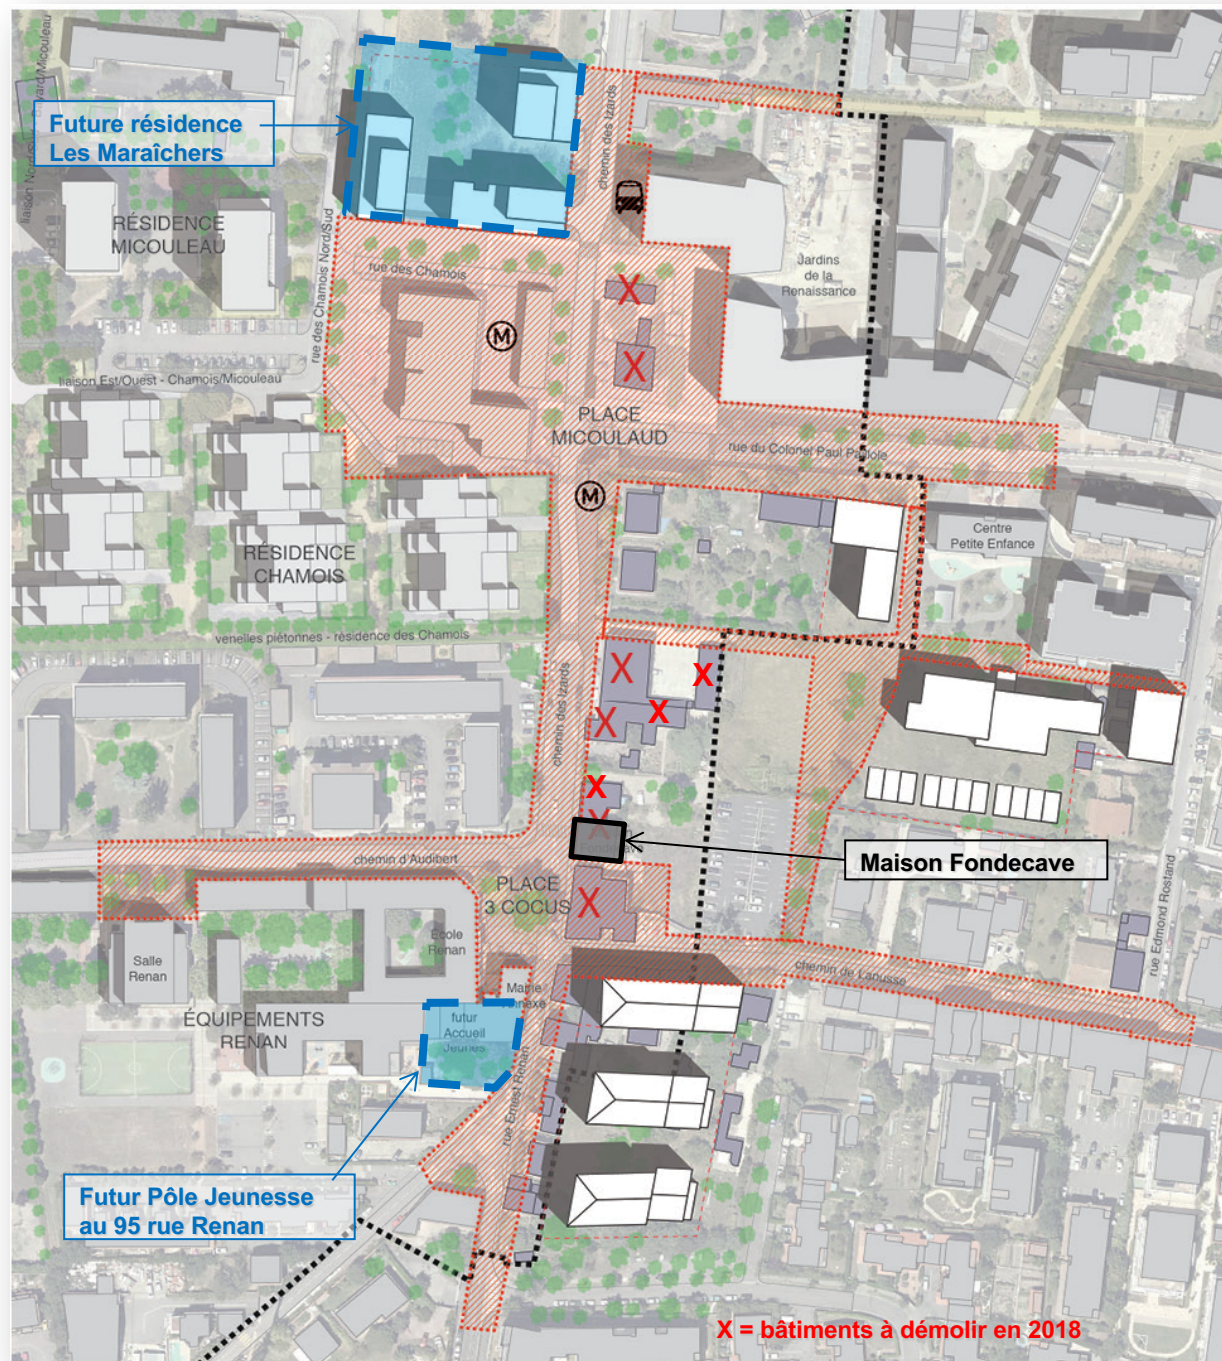 Future résidence
Les Maraîchers
chemin des Izards
RÉSIDENCE
MICOULEAU
rue des Chamois Nord/Sud
rue des Chamois
Jardins
de la
Renaissance
M
X
X
liaison Est/Ouest - Chamois/Micouleau
PLACE
MICOULAUD
rue du Colonel Paul Paillole
M
Centre
Petite Enfance
RÉSIDENCE
CHAMOIS
venelles piétonnes - résidence des Chamois
chemin des Izards
X
X
X
X
X
X
Fondecave
Maison Fondecave
chemin d'Audibert
PLACE
3 COCUS
X
École
Renan
Salle
Renan
rue Edmond Rostand
chemin de Lanusse
Mairie
Annexe
ÉQUIPEMENTS
RENAN
futur
Accueil
Jeunes
rue Ernest Renan
Futur Pôle Jeunesse
au 95 rue Renan
X = bâtiments à démolir en 2018